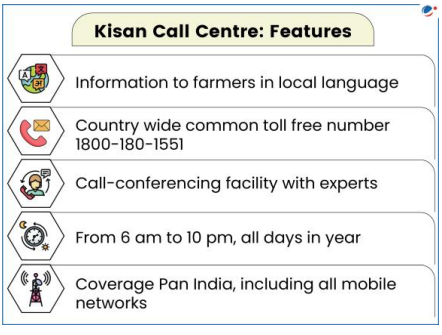 Kisan Call Centre: Features
Information to farmers in local language
Country wide common toll free number
1800-180-1551
Call-conferencing facility with experts
From 6 am to 10 pm, all days in year
Coverage Pan India, including all mobile
networks